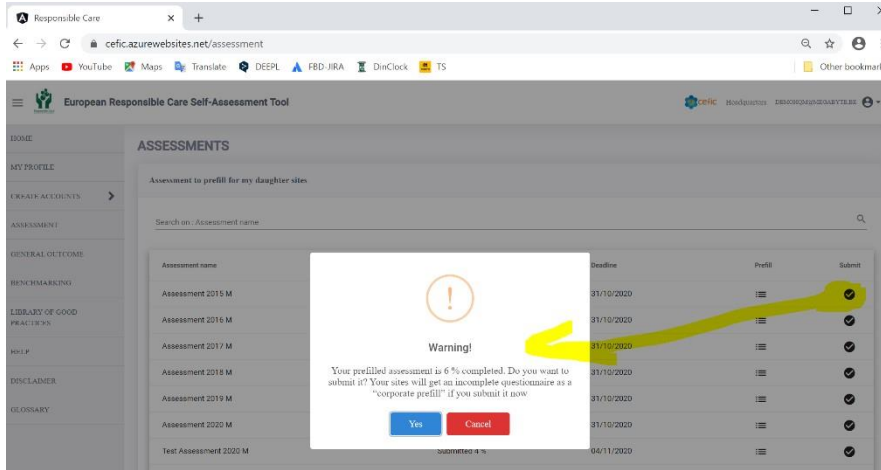 Responsible Care
cefic.azurewebsites.net/assessment
Apps YouTube Maps Translate DEEPL FBD-JIRA DinClock TS Other bookmark
European Responsible Care Self-Assessment Tool
cefic Headquarters
HOME
ASSESSMENTS
MY PROFILE
Assessment to prefill for my daughter sites
CREATE ACCOUNTS
Search on : Assessment name
ASSESSMENT
GENERAL OUTCOME
Assessment name Deadline Prefill Submit
BENCHMARKING
Assessment 2015 M 31/10/2020
LIBRARY OF GOOD
PRACTICES
Assessment 2016 M 31/10/2020
HELP
Assessment 2017 M 31/10/2020
Warning!
DISCLAIMER
Assessment 2018 M 31/10/2020
Your prefilled assessment is 6 % completed. Do you want to
submit it? Your sites will get an incomplete questionnaire as a
"corporate prefill" if you submit it now
GLOSSARY
Assessment 2019 M 31/10/2020
Assessment 2020 M 31/10/2020
Yes Cancel
Test Assessment 2020 M Submitted 4 % 04/11/2020